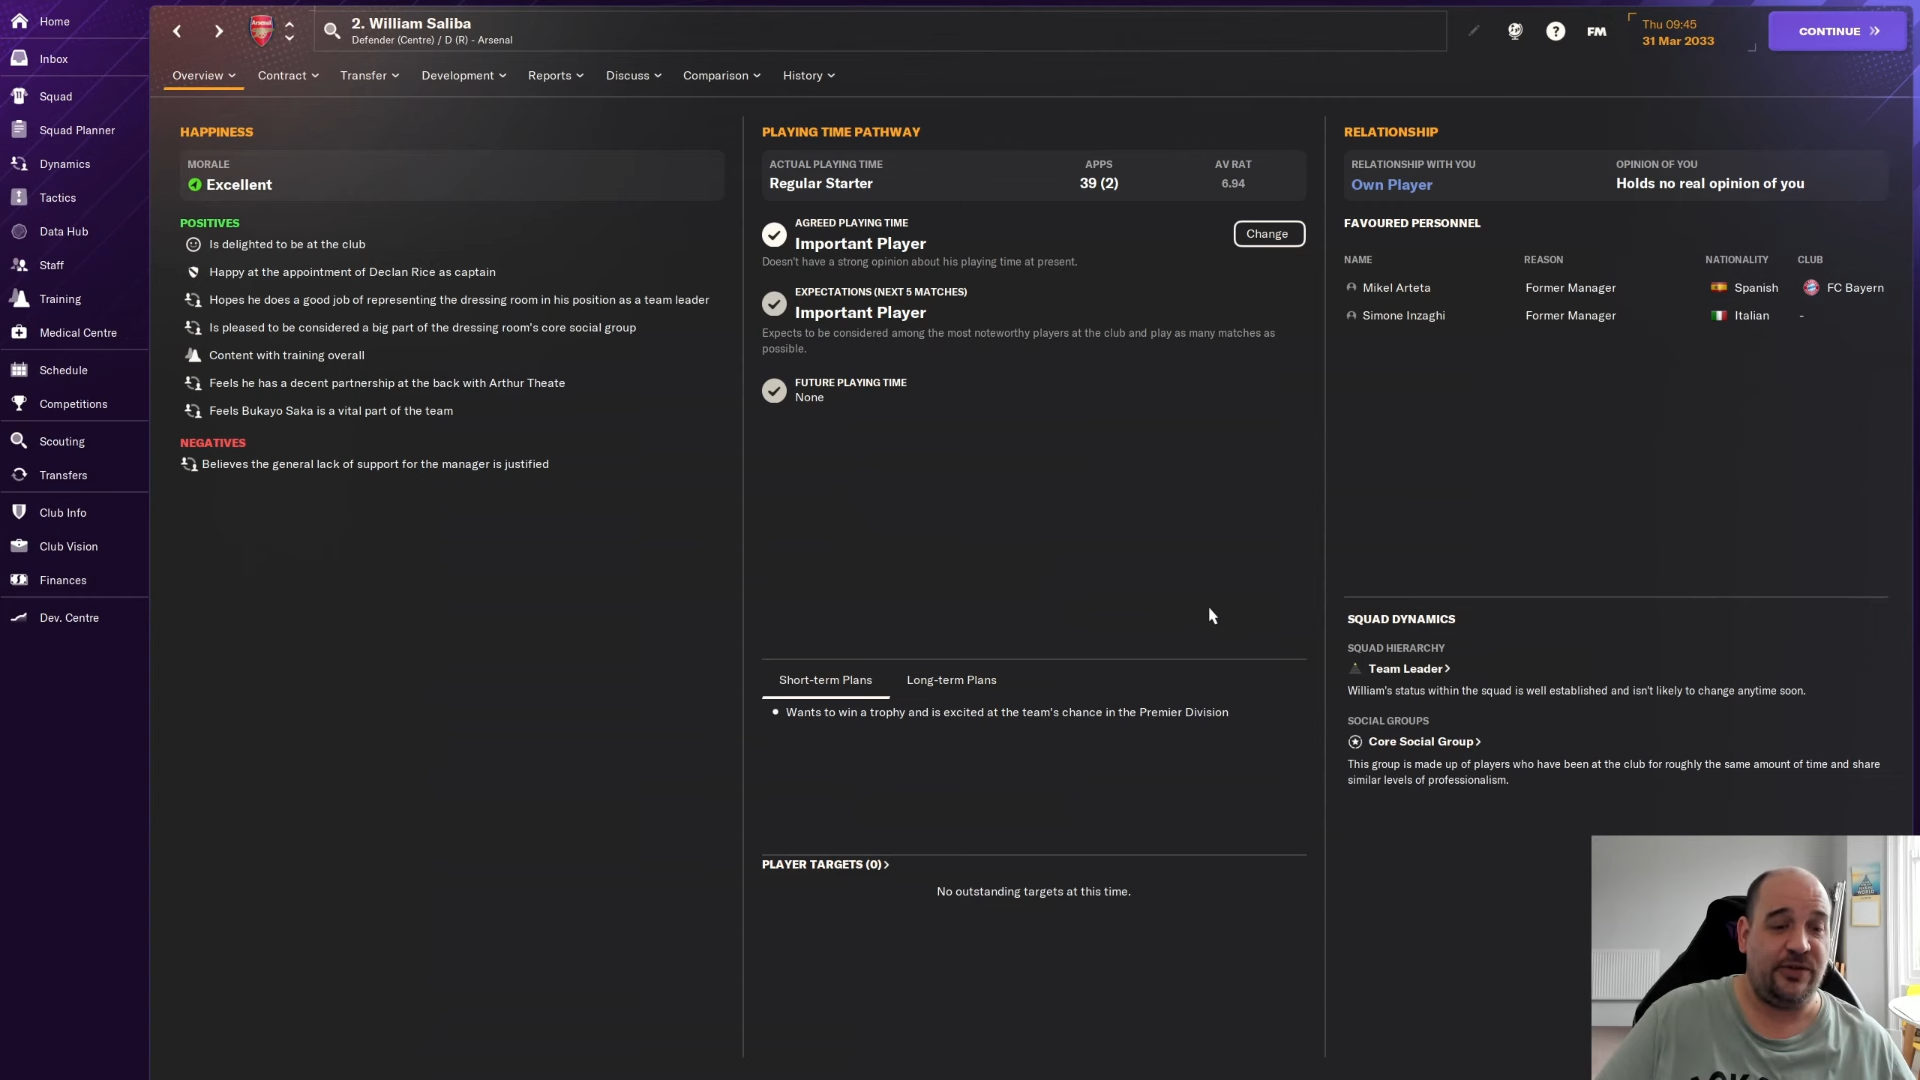 Home
Inbox
Squad
Squad Planner
Dynamics
Tactics
Data Hub
Staff
Training
Medical Centre
Schedule
Competitions
Scouting
Transfers
Club Info
Club Vision
Finances
Dev. Centre
2. William Saliba
Defender (Centre) / D (R) - Arsenal
FM
Thu 09:45
31 Mar 2033
CONTINUE
Overview
Contract
Transfer
Development
Reports
Discuss
Comparison
History
HAPPINESS
MORALE
Excellent
POSITIVES
Is delighted to be at the club
Happy at the appointment of Declan Rice as captain
Hopes he does a good job of representing the dressing room in his position as a team leader
Is pleased to be considered a big part of the dressing room's core social group
Content with training overall
Feels he has a decent partnership at the back with Arthur Theate
Feels Bukayo Saka is a vital part of the team
NEGATIVES
Believes the general lack of support for the manager is justified
PLAYING TIME PATHWAY
ACTUAL PLAYING TIME APPS AV RAT
Regular Starter 39 (2) 6.94
AGREED PLAYING TIME
Important Player
Change
Doesn't have a strong opinion about his playing time at present.
EXPECTATIONS (NEXT 5 MATCHES)
Important Player
Expects to be considered among the most noteworthy players at the club and play as many matches as
possible.
FUTURE PLAYING TIME
None
Short-term Plans Long-term Plans
Wants to win a trophy and is excited at the team's chance in the Premier Division
PLAYER TARGETS (0)
No outstanding targets at this time.
RELATIONSHIP
RELATIONSHIP WITH YOU OPINION OF YOU
Own Player Holds no real opinion of you
FAVOURED PERSONNEL
NAME REASON NATIONALITY CLUB
Mikel Arteta Former Manager Spanish FC Bayern
Simone Inzaghi Former Manager Italian -
SQUAD DYNAMICS
SQUAD HIERARCHY
Team Leader
William's status within the squad is well established and isn't likely to change anytime soon.
SOCIAL GROUPS
Core Social Group
This group is made up of players who have been at the club for roughly the same amount of time and share
similar levels of professionalism.